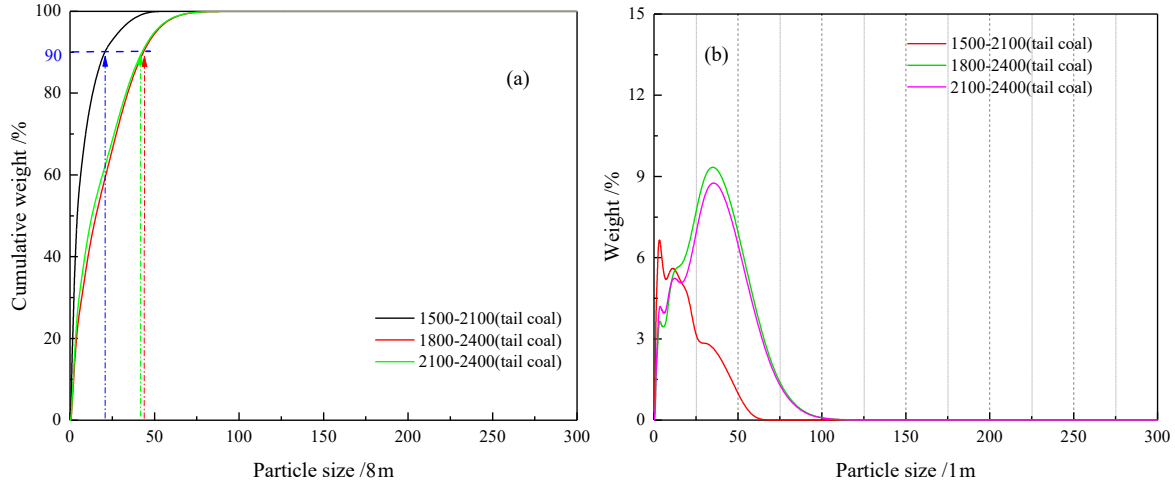 100
90
80
60
40
20
0
Cumulative weight /%
(a)
1500-2100(tail coal)
1800-2400(tail coal)
2100-2400(tail coal)
0 50 100 150 200 250 300
Particle size /8m
15
12
9
6
3
0
Weight /%
(b)
1500-2100(tail coal)
1800-2400(tail coal)
2100-2400(tail coal)
0 50 100 150 200 250 300
Particle size /1m